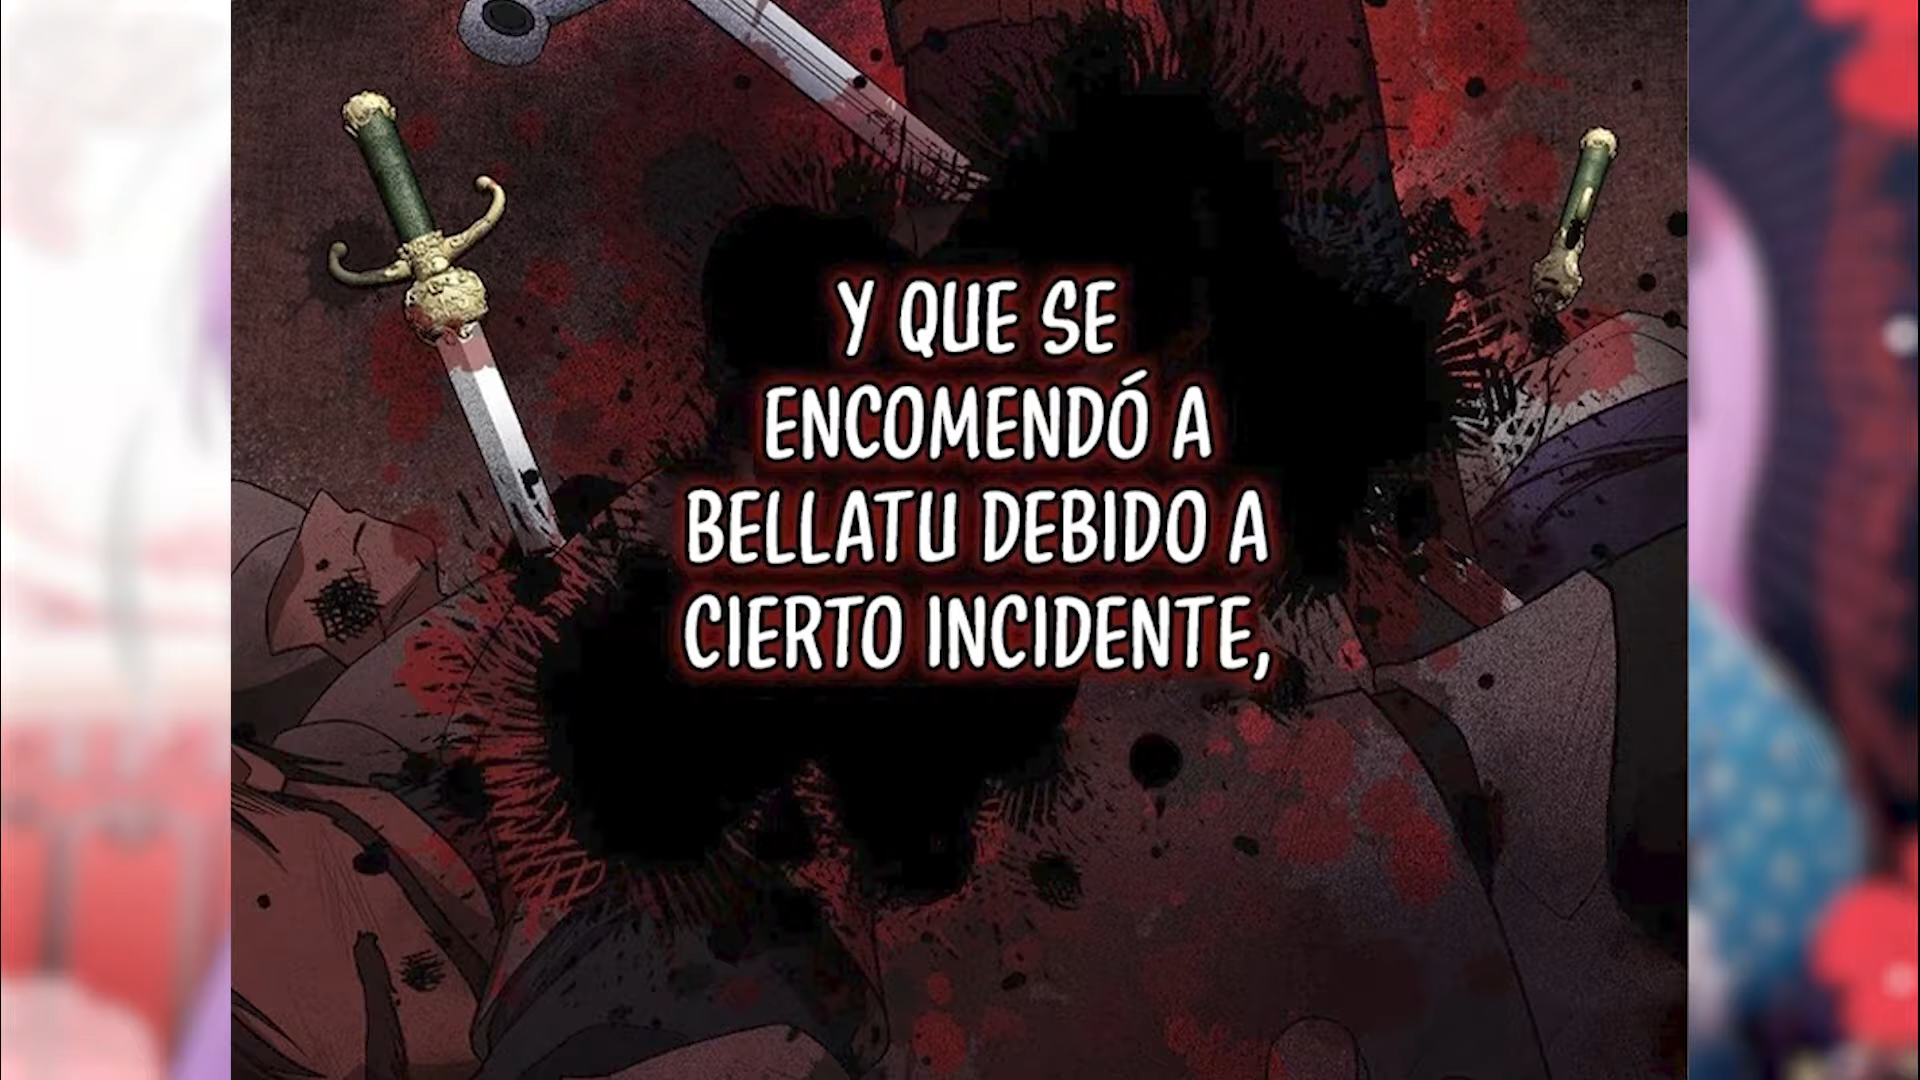 Y QUE SE
ENCOMENDÓ A
BELLATU DEBIDO A
CIERTO INCIDENTE,